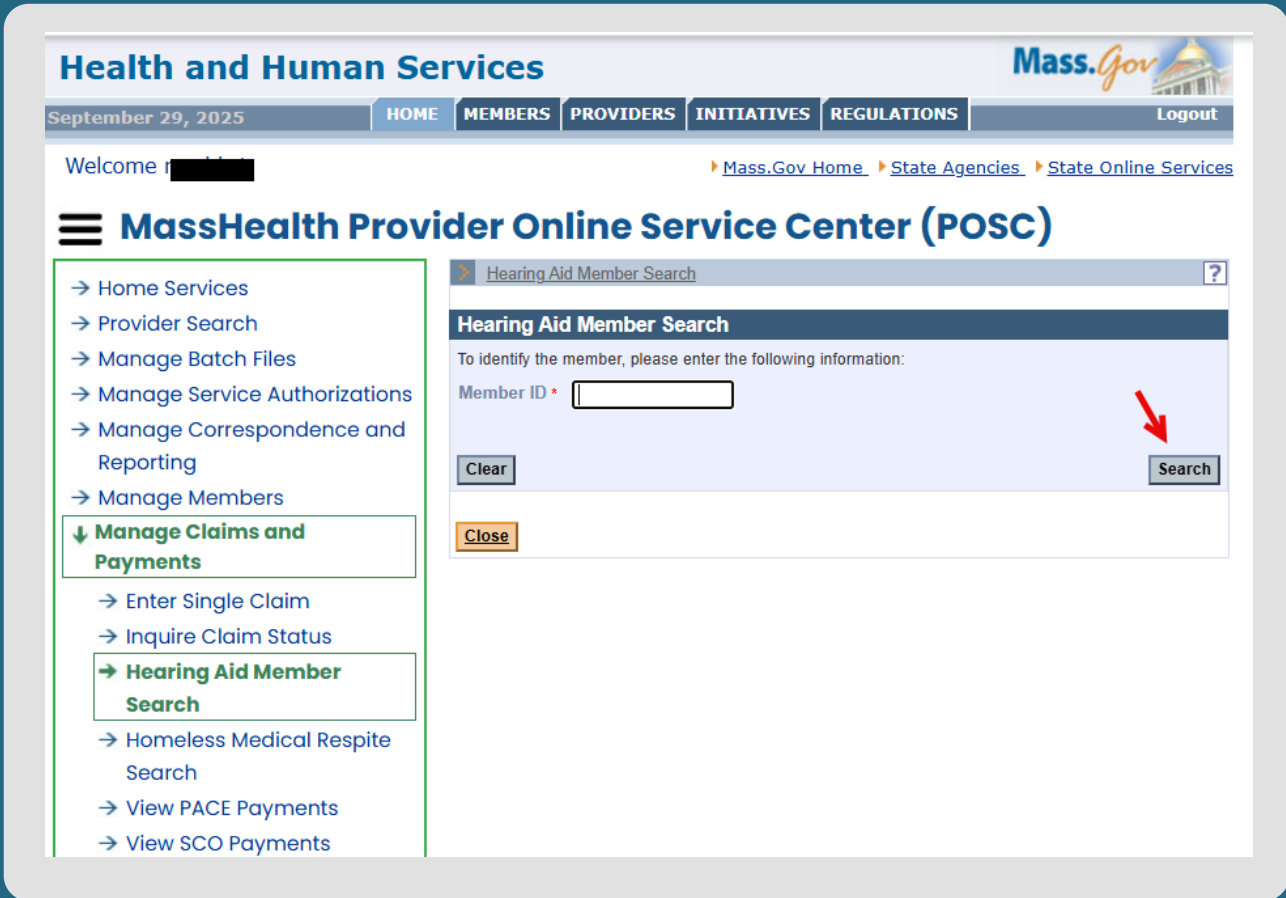 Health and Human Services
Mass.Gov
September 29, 2025 HOME MEMBERS PROVIDERS INITIATIVES REGULATIONS Logout
Welcome
Mass.Gov Home State Agencies State Online Services
MassHealth Provider Online Service Center (POSC)
Home Services
Provider Search
Manage Batch Files
Manage Service Authorizations
Manage Correspondence and
Reporting
Manage Members
Manage Claims and
Payments
Enter Single Claim
Inquire Claim Status
Hearing Aid Member
Search
Homeless Medical Respite
Search
View PACE Payments
View SCO Payments
Hearing Aid Member Search ?
Hearing Aid Member Search
To identify the member, please enter the following information:
Member ID *
Clear Search
Close